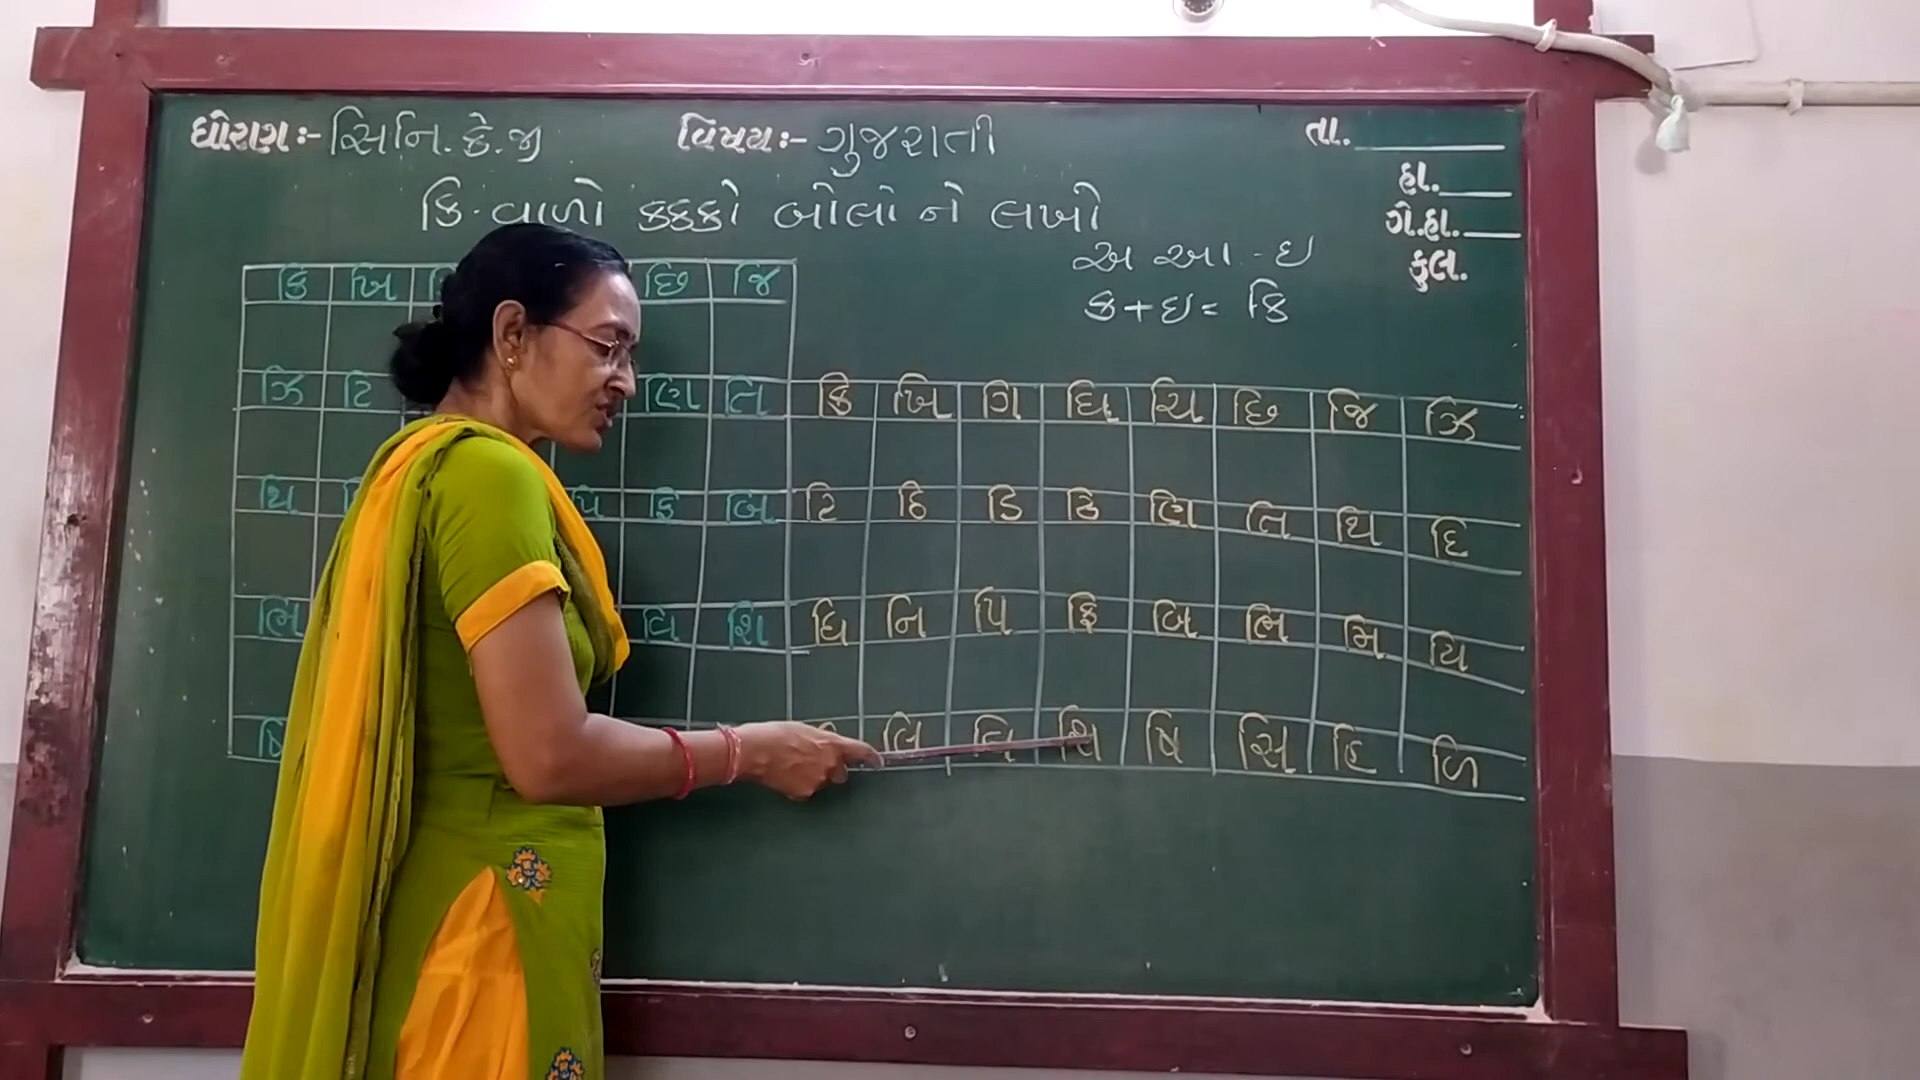 ધોરણ:- સિનિ.કે.જી વિષય:- ગુજરાતી તા.
હા.
કિ-વાળો કક્કો બોલો ને લખો
ગે.હા.
અ આ - ઇ
કુલ.
ક+ઇ= કિ
કિ ખિ છિ જિ
ઝિ ટિ ણિ તિ
થિ પિ ફિ બિ
ભિ વિ શિ
ષિ
કિ ખિ ગિ ઘિ ચિ છિ જિ ઝિ
ટિ ઠિ ડિ ઢિ ણિ તિ થિ દિ
ધિ નિ પિ ફિ બિ ભિ મિ યિ
લિ વિ શિ ષિ સિ હિ ળિ